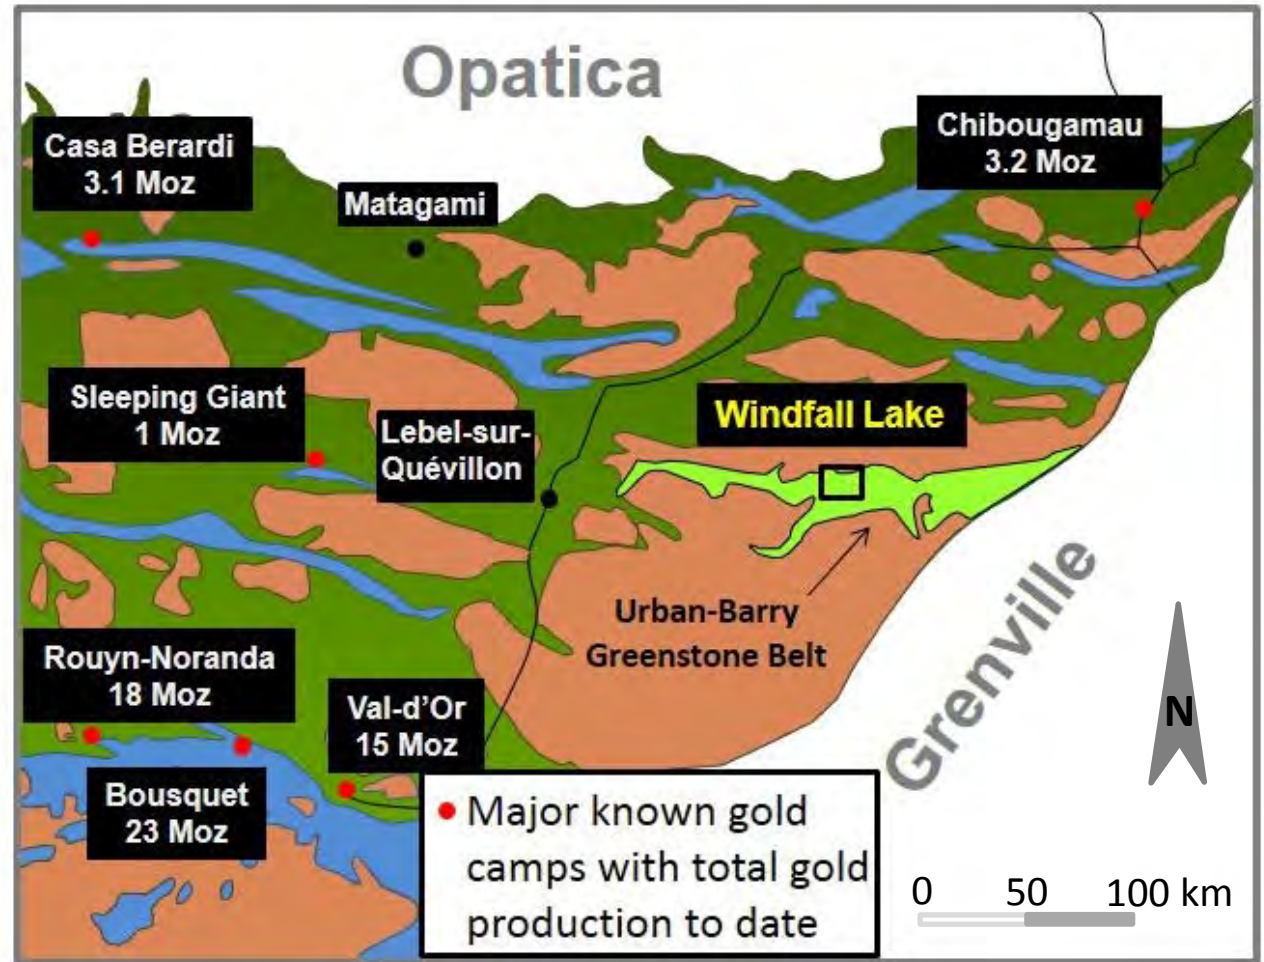 Opatica
Casa Berardi
3.1 Moz
Chibougamau
3.2 Moz
Matagami
Sleeping Giant
1 Moz
Lebel-sur-
Quévillon
Windfall Lake
Urban-Barry
Greenstone Belt
Grenville
Rouyn-Noranda
18 Moz
Val-d'Or
15 Moz
Bousquet
23 Moz
N
Major known gold
camps with total gold
production to date
0 50 100 km